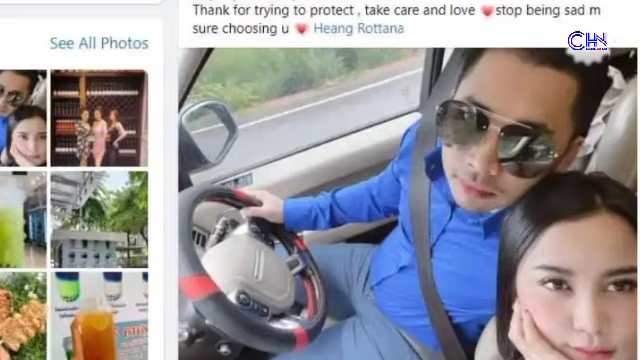 Thank for trying to protect , take care and love ❤️stop being sad m
sure choosing u ❤️ Heang Rottana
See All Photos
CHN